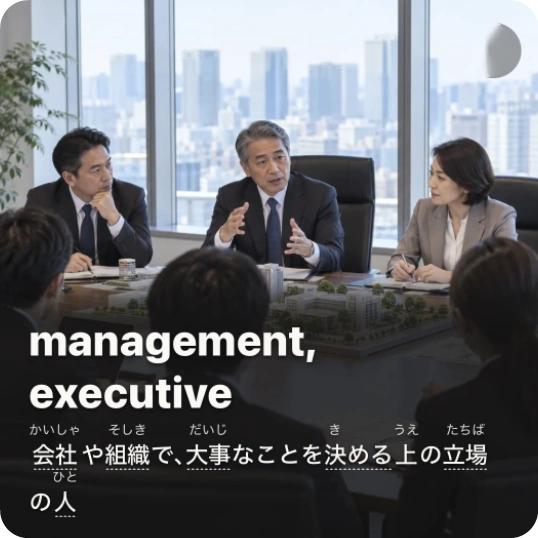 management,
executive
かいしゃ そしき だいじ き うえ たちば
会社や組織で、大事なことを決める上の立場
ひと
の人